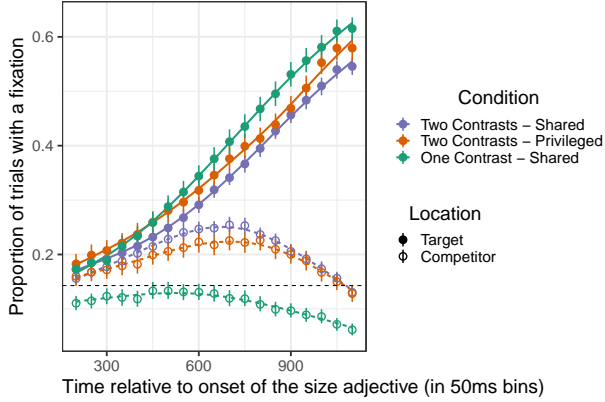 Proportion of trials with a fixation
0.6
0.4
0.2
300
600
900
Time relative to onset of the size adjective (in 50ms bins)
Condition
Two Contrasts − Shared
Two Contrasts − Privileged
One Contrast − Shared
Location
Target
Competitor